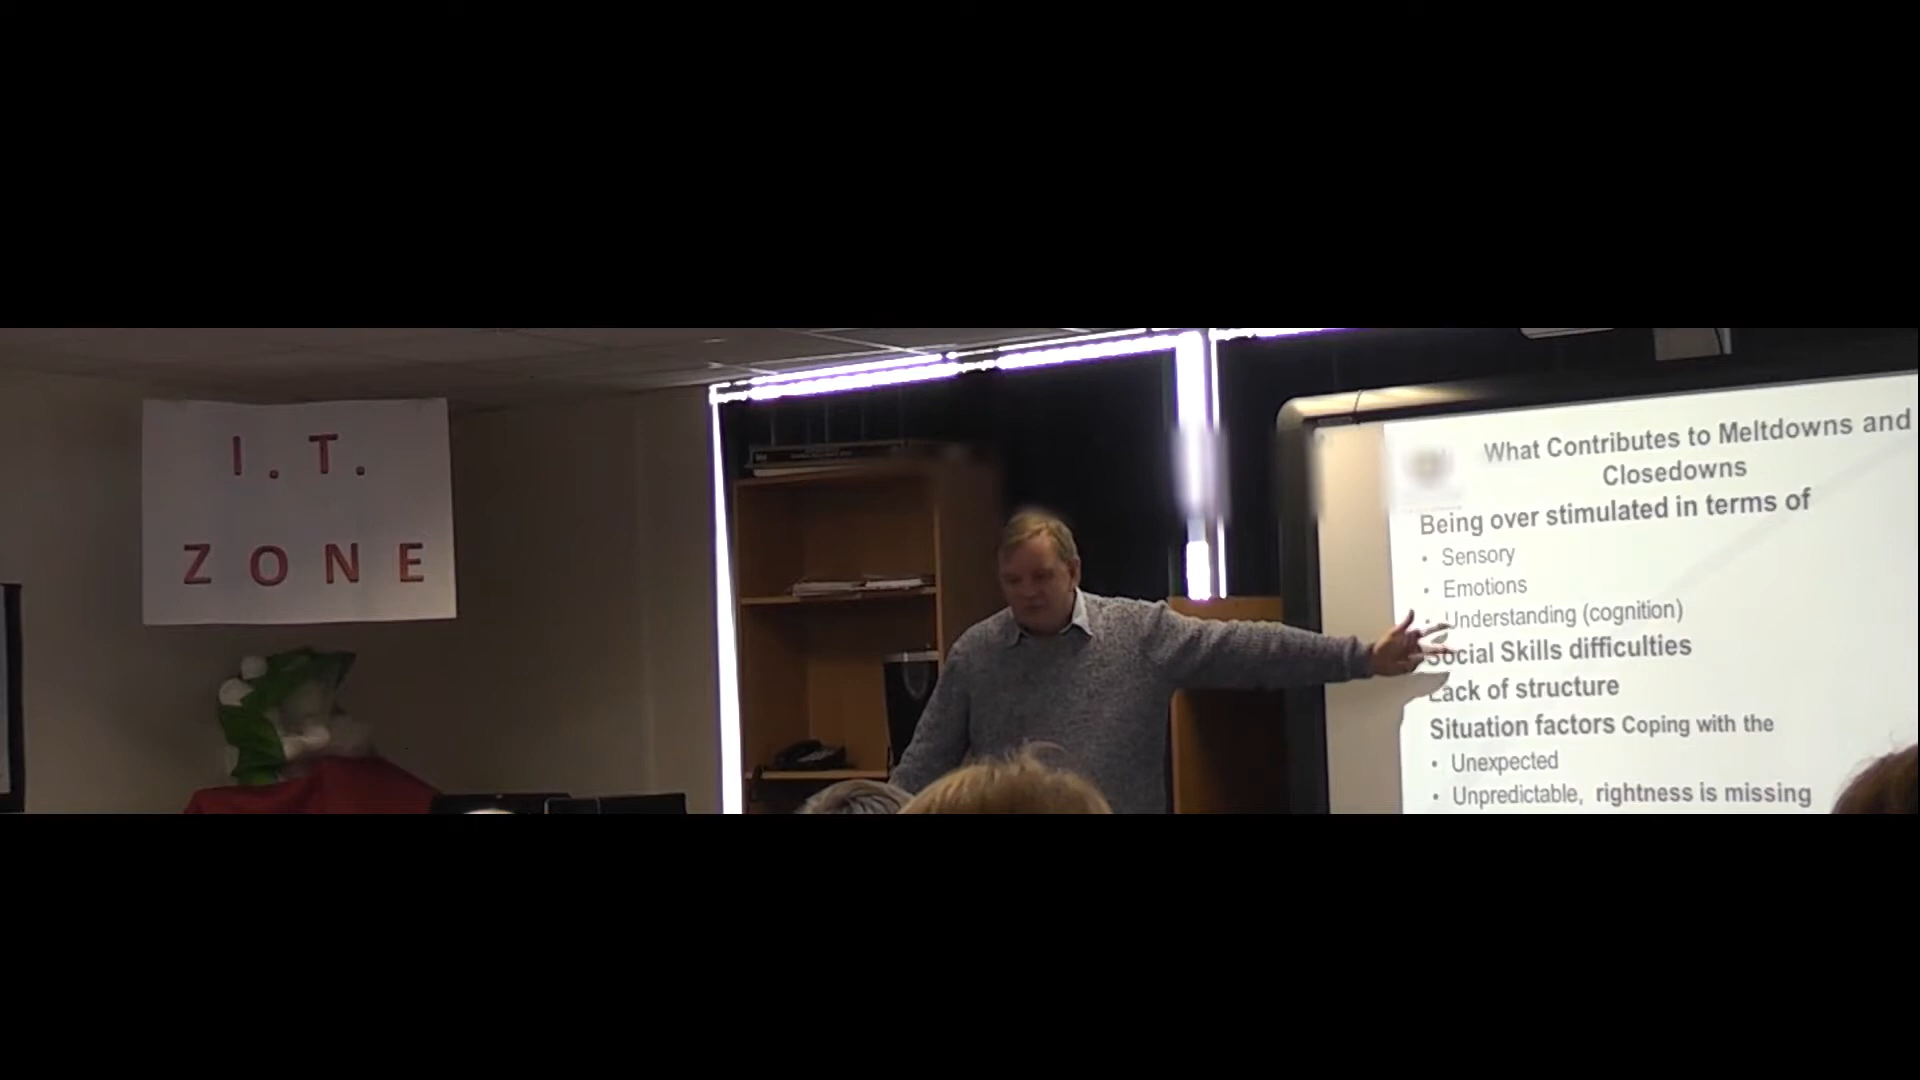 I. T.
ZONE
What Contributes to Meltdowns and
Closedowns
Being over stimulated in terms of
• Sensory
• Emotions
• Understanding (cognition)
Social Skills difficulties
Lack of structure
Situation factors Coping with the
• Unexpected
• Unpredictable, rightness is missing